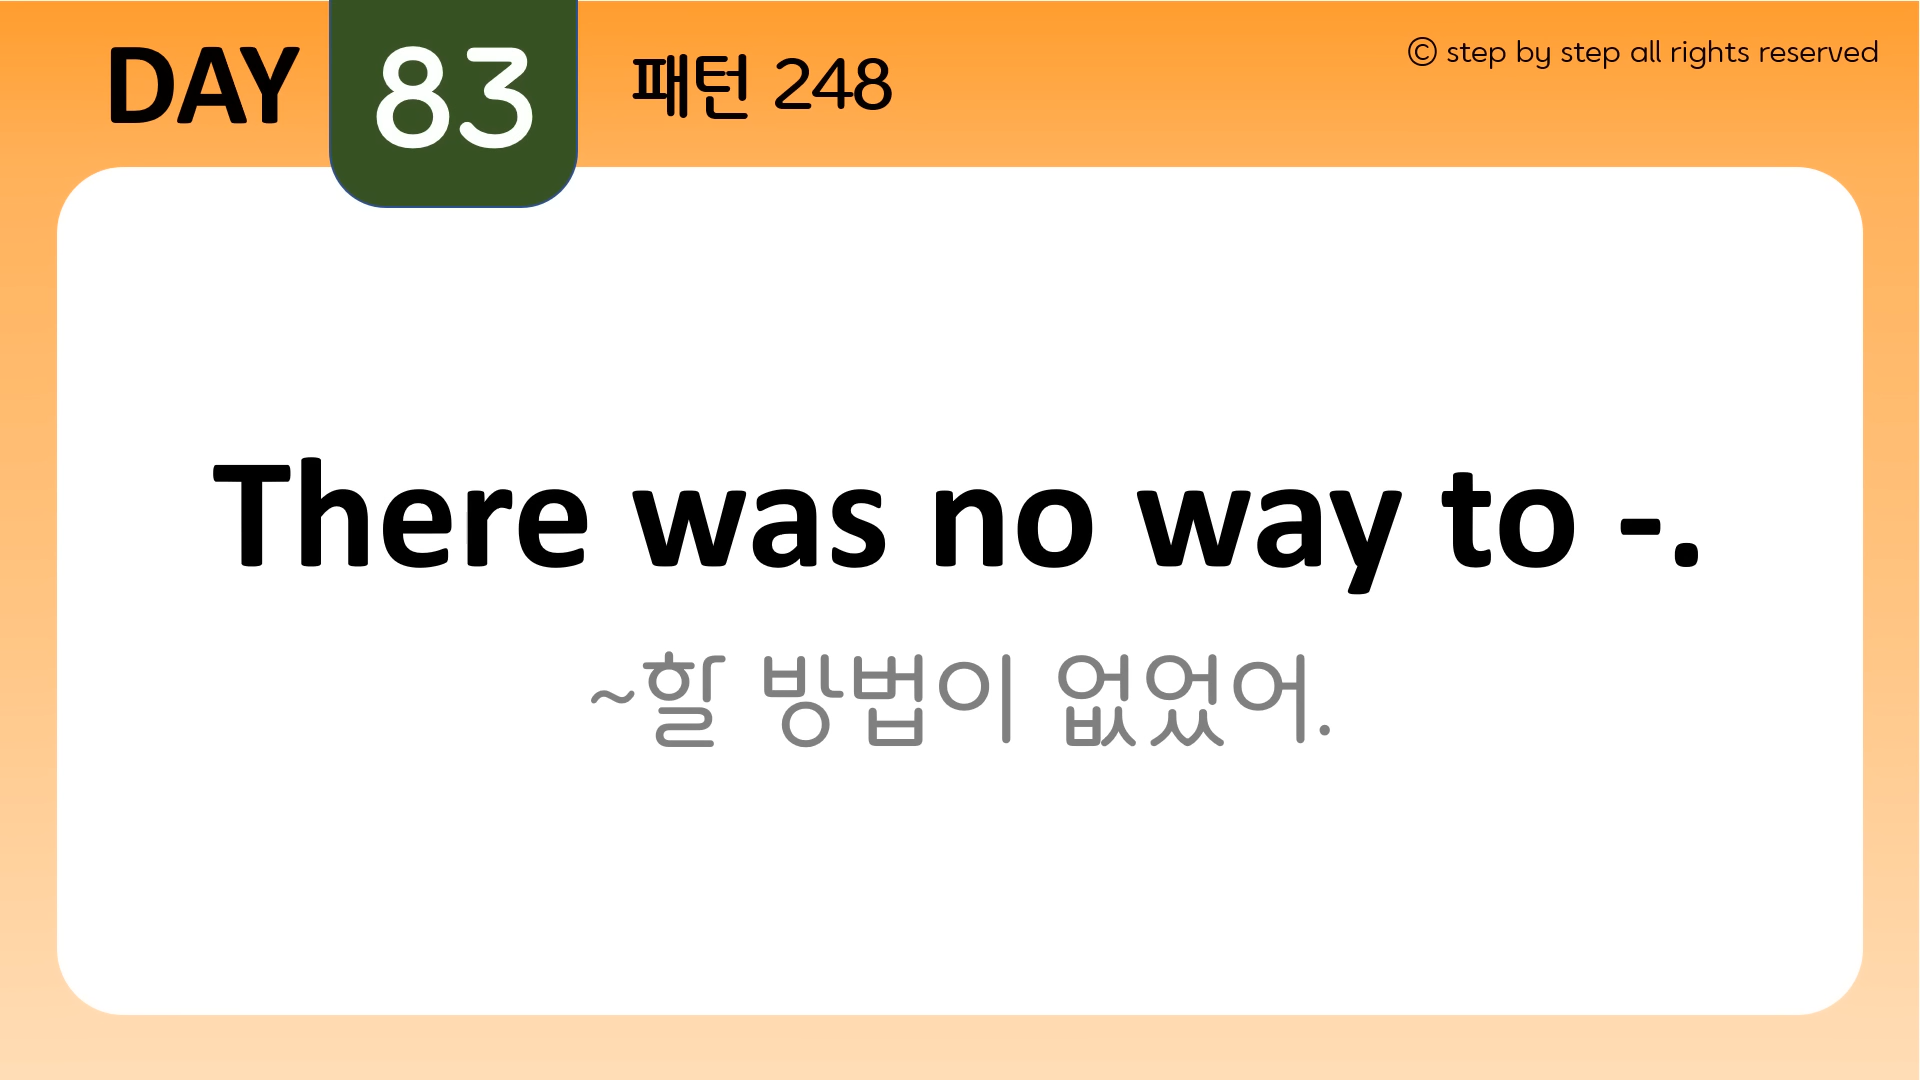 DAY 83 패턴 248
© step by step all rights reserved
There was no way to -.
~할 방법이 없었어.